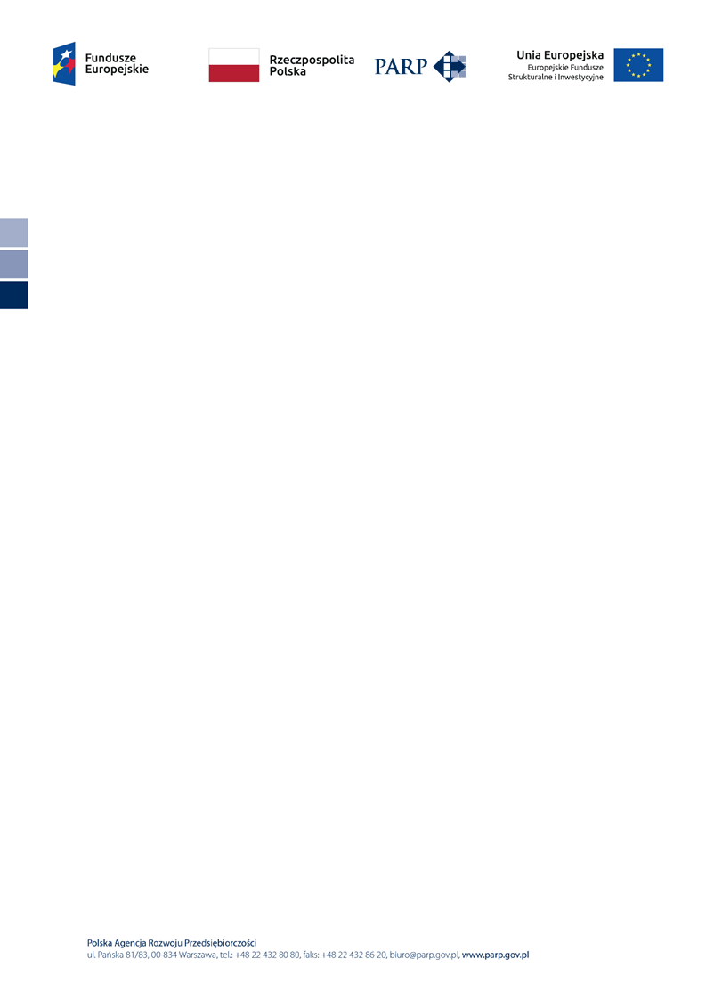 Fundusze
Europejskie
Rzeczpospolita
Polska
PARP
Unia Europejska
Europejskie Fundusze
Strukturalne i Inwestycyjne
Polska Agencja Rozwoju Przedsiębiorczości
ul. Pańska 81/83, 00-834 Warszawa, tel.: +48 22 432 80 80, faks: +48 22 432 86 20, biuro@parp.gov.pl, www.parp.gov.pl